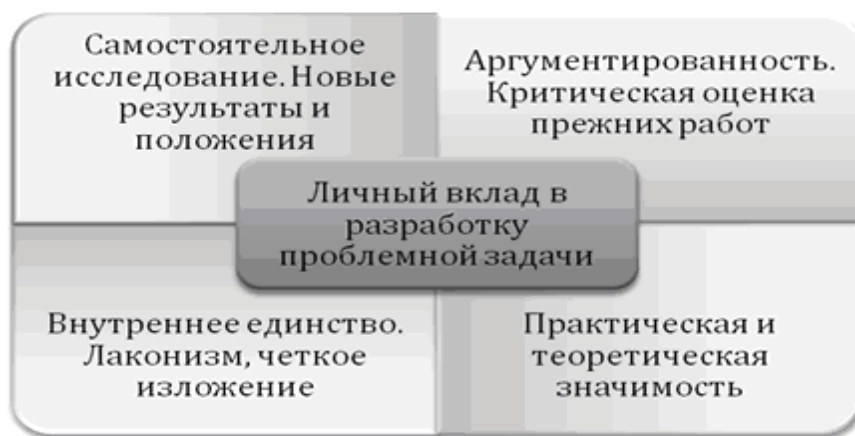 Самостоятельное
исследование. Новые
результаты и
положения
Аргументированность.
Критическая оценка
прежних работ
Личный вклад в
разработку
проблемной задачи
Внутреннее единство.
Лаконизм, четкое
изложение
Практическая и
теоретическая
значимость